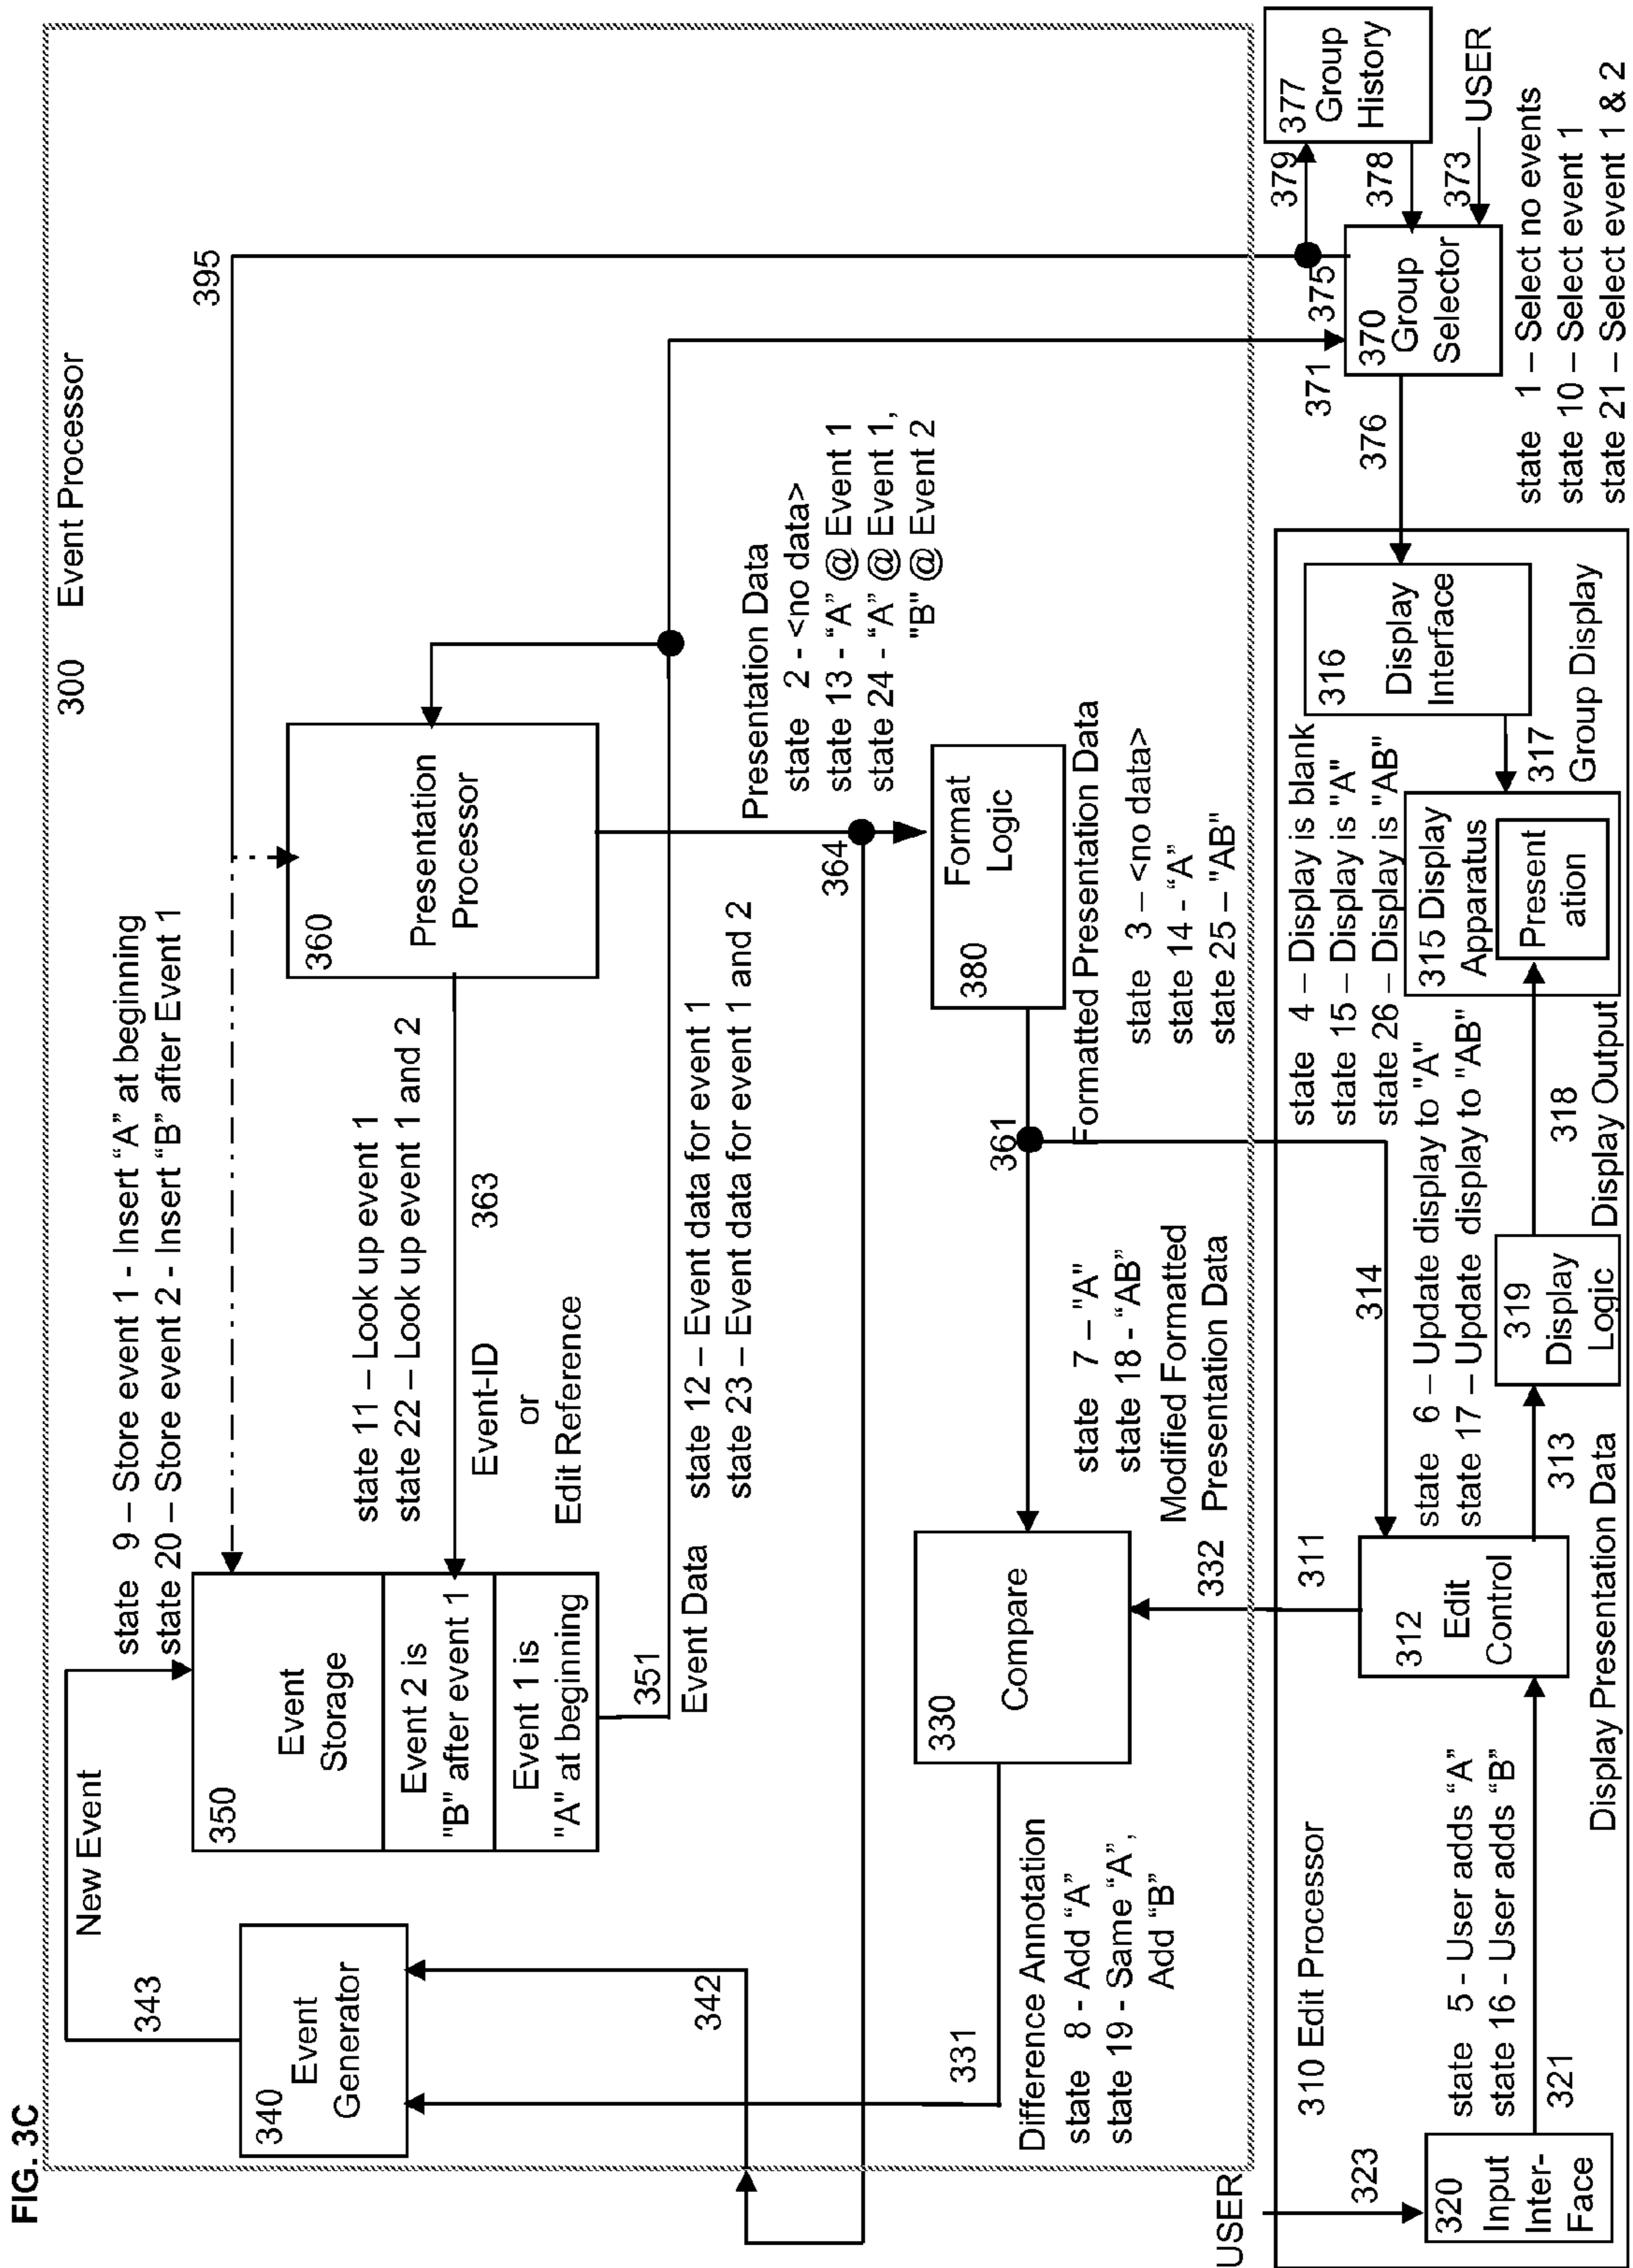 FIG. 3C
300 Event Processor
New Event
343
340
Event
Generator
342
331
state 9 – Store event 1 - Insert “A” at beginning
state 20 – Store event 2 - Insert “B” after Event 1
395
350
Event
Storage
Event 2 is
"B" after event 1
Event 1 is
"A" at beginning
351
Event Data
state 11 – Look up event 1
state 22 – Look up event 1 and 2
363
Event-ID
or
Edit Reference
state 12 – Event data for event 1
state 23 – Event data for event 1 and 2
360
Presentation
Processor
Presentation Data
state 2 - <no data>
state 13 - “A” @ Event 1
state 24 - “A” @ Event 1,
"B" @ Event 2
364
380
Format
Logic
Formatted Presentation Data
state 3 – <no data>
state 14 - “A”
state 25 – "AB"
361
Difference Annotation
state 8 - Add “A”
state 19 - Same “A”,
Add “B”
330
Compare
state 7 – "A"
state 18 - “AB”
Modified Formatted
Presentation Data
332
311
314
371
375
379
377
Group
History
378
373
USER
370
Group
Selector
376
state 1 – Select no events
state 10 – Select event 1
state 21 – Select event 1 & 2
USER
323
310 Edit Processor
320
Input
Inter-
Face
state 5 - User adds “A”
state 16 - User adds “B”
321
312
Edit
Control
Display Presentation Data
313
state 6 – Update display to "A"
state 17 – Update display to "AB"
319
Display
Logic
318
Display Output
state 4 – Display is blank
state 15 – Display is "A"
state 26 – Display is "AB"
315 Display
Apparatus
Present
ation
317
Group Display
316
Display
Interface